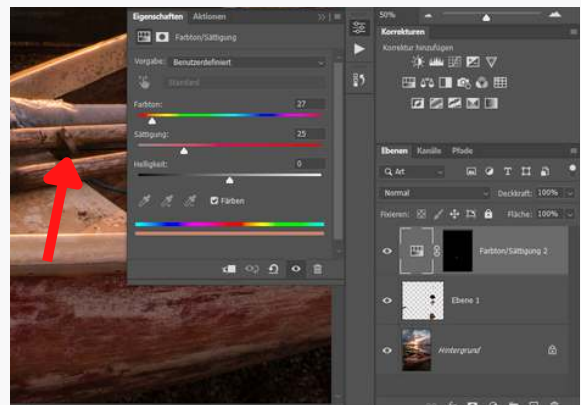 Eigenschaften Aktionen
Farbton/Sättigung
Vorgabe: Benutzerdefiniert
Standard
Farbton: 27
Sättigung: 25
Helligkeit: 0
Färben
50%
Korrekturen
Korrektur hinzufügen
Ebenen Kanäle Pfade
Art
Normal Deckkraft: 100%
Fixieren: Fläche: 100%
Farbton/Sättigung 2
Ebene 1
Hintergrund